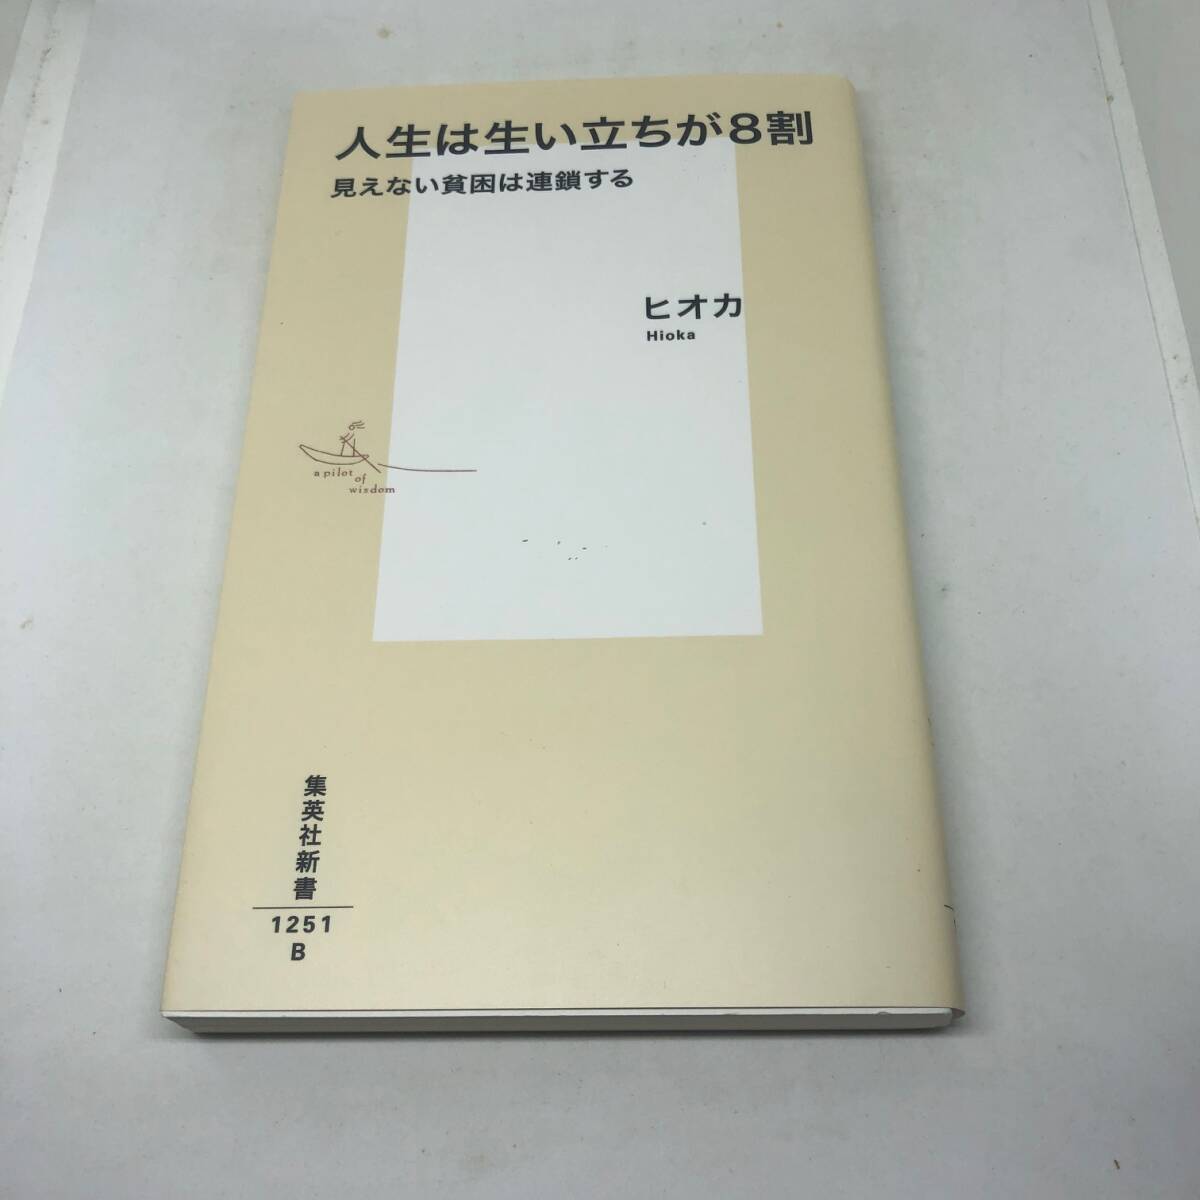 人生は生い立ちが8割
見えない貧困は連鎖する
ヒオカ
Hioka
a pilot
of
wisdom
集英社新書
1251
B